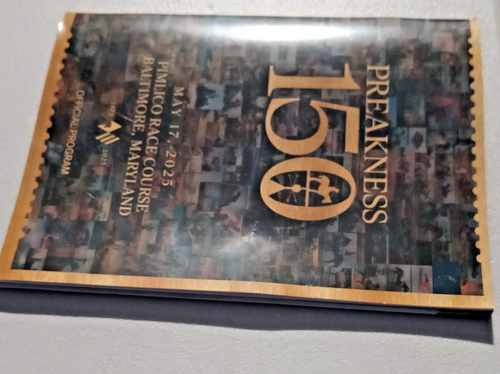 PREAKNESS
150
MAY 17, 2025
PIMLICO RACE COURSE
BALTIMORE, MARYLAND
OFFICIAL PROGRAM